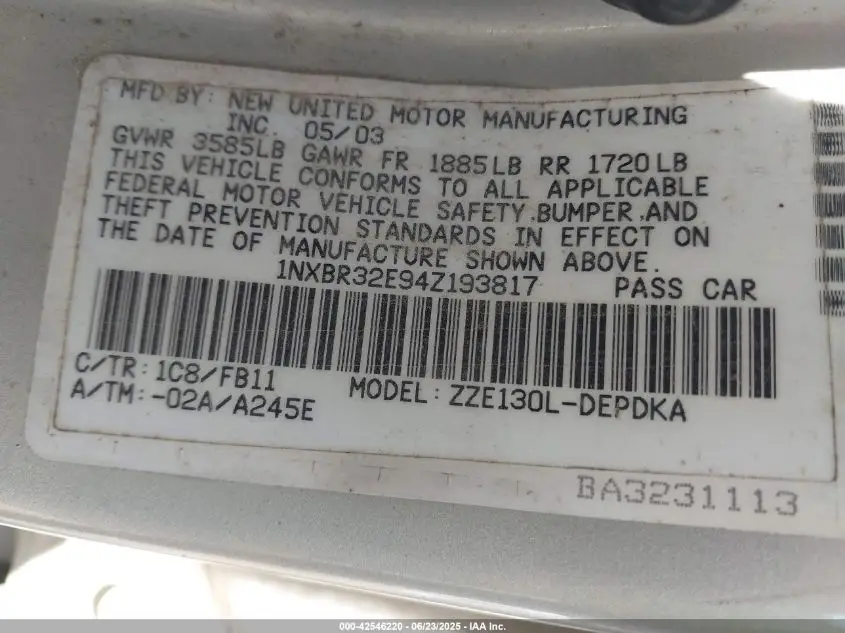 MFD BY: NEW UNITED MOTOR MANUFACTURING
INC. 05/03
GVWR 3585LB GAWR FR 1885LB RR 1720LB
THIS VEHICLE CONFORMS TO ALL APPLICABLE
FEDERAL MOTOR VEHICLE SAFETY,BUMPER,AND
THEFT PREVENTION STANDARDS IN EFFECT ON
THE DATE OF MANUFACTURE SHOWN ABOVE.
1NXBR32E94Z193817 PASS CAR
C/TR: 1C8/FB11
A/TM: -02A/A245E
MODEL: ZZE130L-DEPDKA
BA3231113
000-42546220 - 06/23/2025 - IAA Inc.